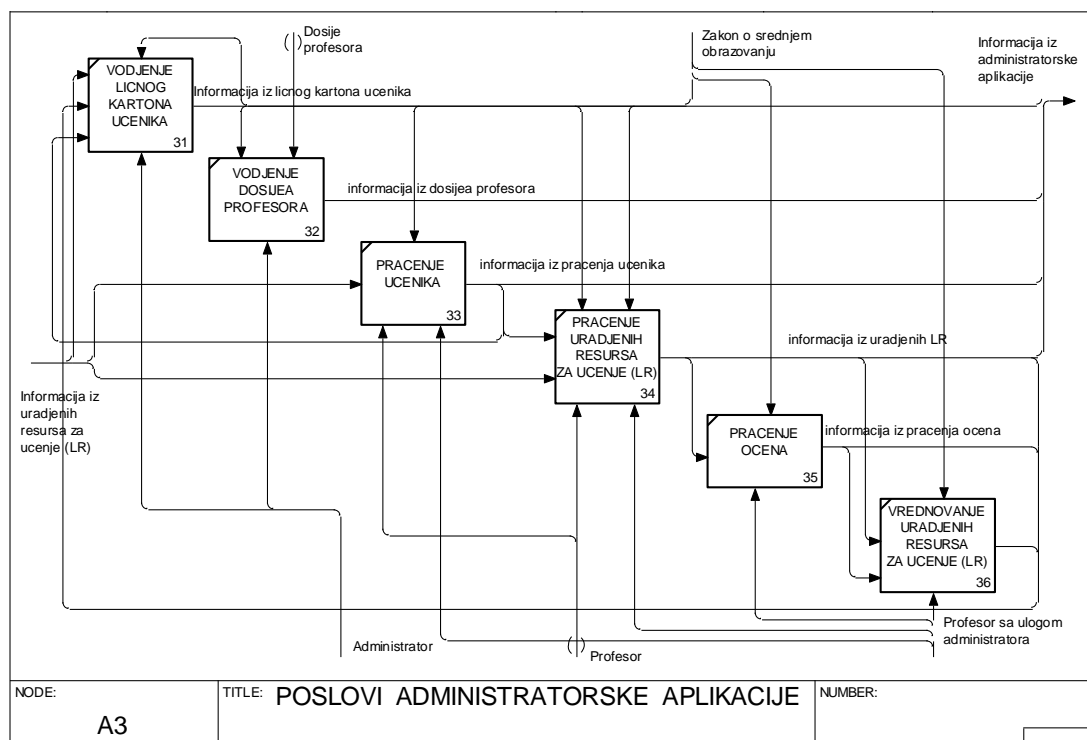 Dosije
profesora
Zakon o srednjem
obrazovanju
Informacija iz
administratorske
aplikacije
VODJENJE
LICNOG
KARTONA
UCENIKA
31
Informacija iz licnog kartona ucenika
VODJENJE
DOSIJEA
PROFESORA
32
informacija iz dosijea profesora
PRACENJE
UCENIKA
33
informacija iz pracenja ucenika
PRACENJE
URADJENIH
RESURSA
ZA UCENJE (LR)
34
informacija iz uradjenih LR
Informacija iz
uradjenih
resursa za
ucenje (LR)
PRACENJE
OCENA
35
informacija iz pracenja ocena
VREDNOVANJE
URADJENIH
RESURSA
ZA UCENJE (LR)
36
Administrator
Profesor
Profesor sa ulogom
administratora
NODE:
A3
TITLE: POSLOVI ADMINISTRATORSKE APLIKACIJE
NUMBER: